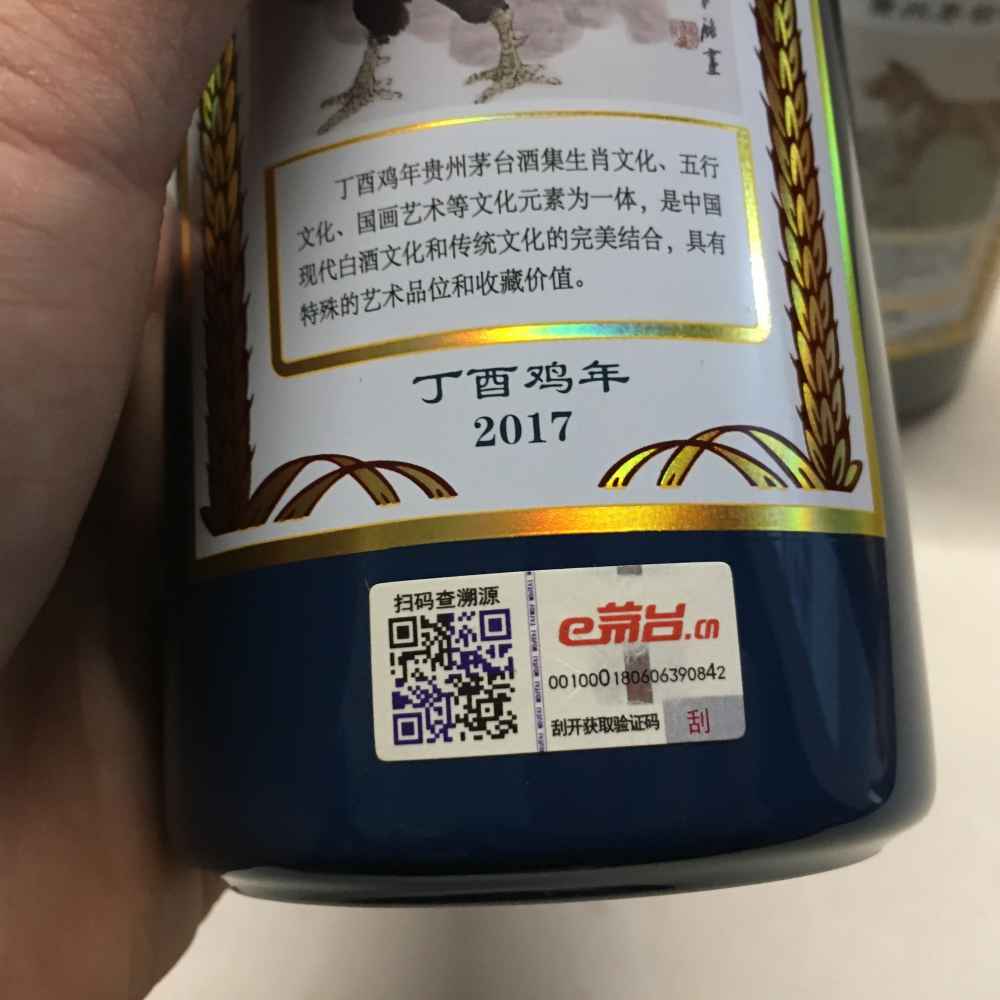 丁酉鸡年贵州茅台酒集生肖文化、五行
文化、国画艺术等文化元素为一体，是中国
现代白酒文化和传统文化的完美结合，具有
特殊的艺术品位和收藏价值。
丁酉鸡年
2017
扫码查溯源
e茅台.cn
001000180606390842
刮开获取验证码
刮